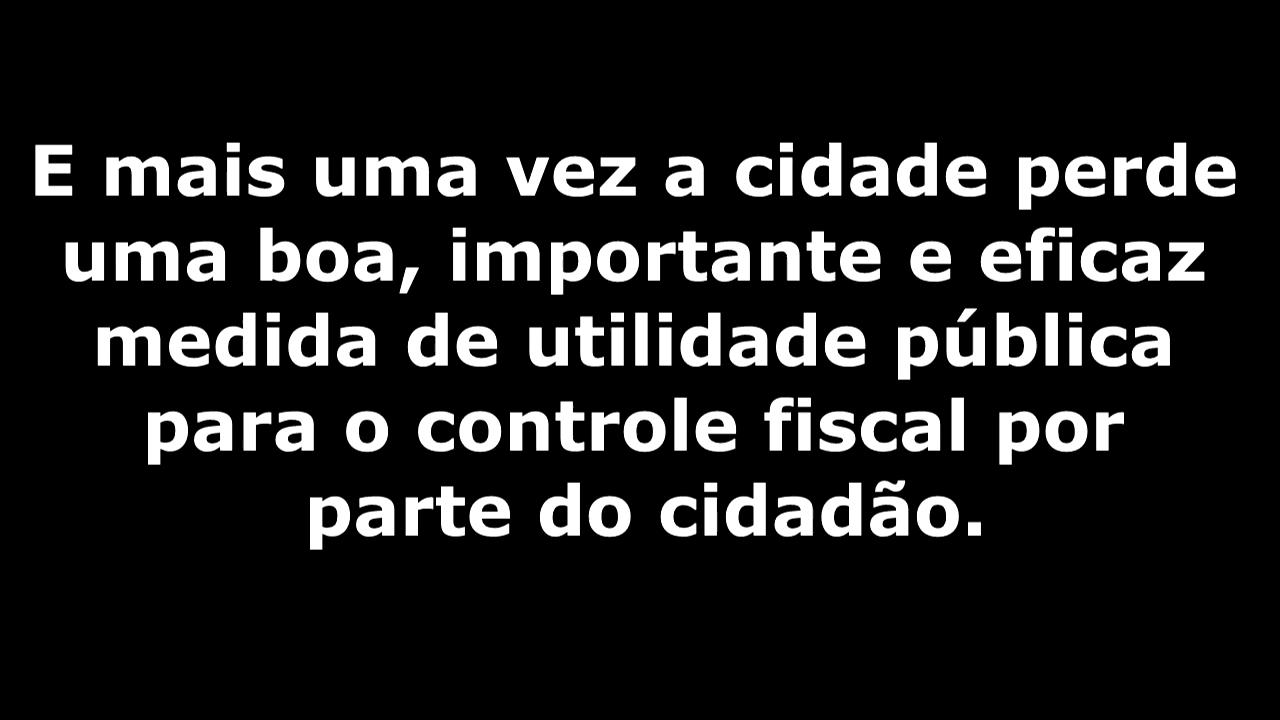 E mais uma vez a cidade perde
uma boa, importante e eficaz
medida de utilidade pública
para o controle fiscal por
parte do cidadão.